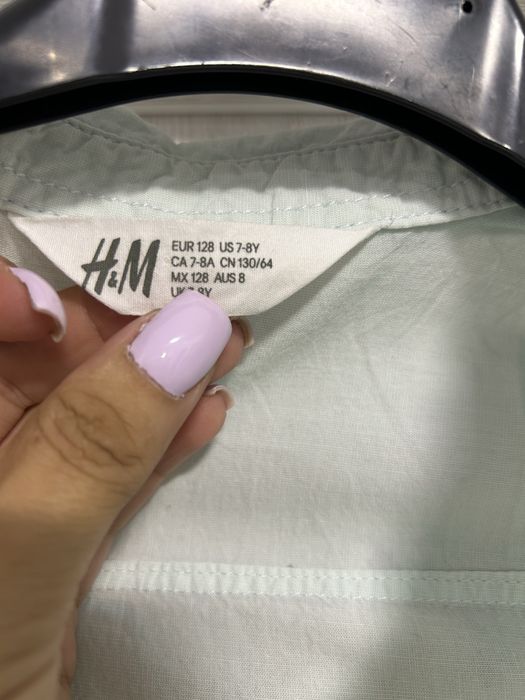 H&M
EUR 128 US 7-8Y
CA 7-8A CN 130/64
MX 128 AUS 8